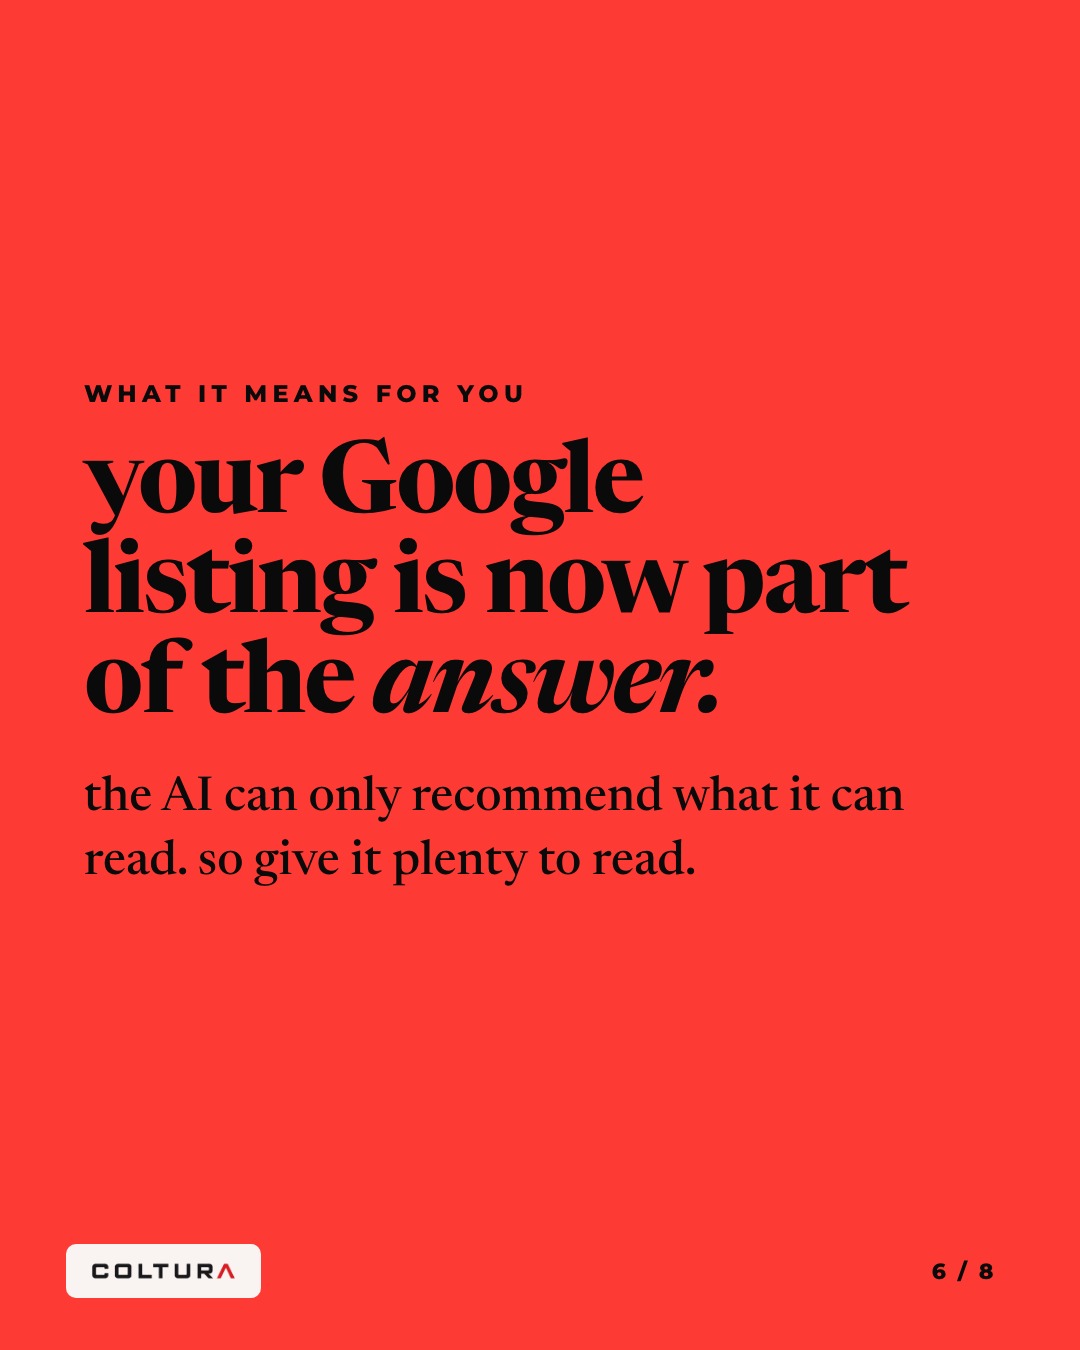 WHAT IT MEANS FOR YOU
your Google
listing is now part
of the answer.
the AI can only recommend what it can
read. so give it plenty to read.
COLTURA
6 / 8